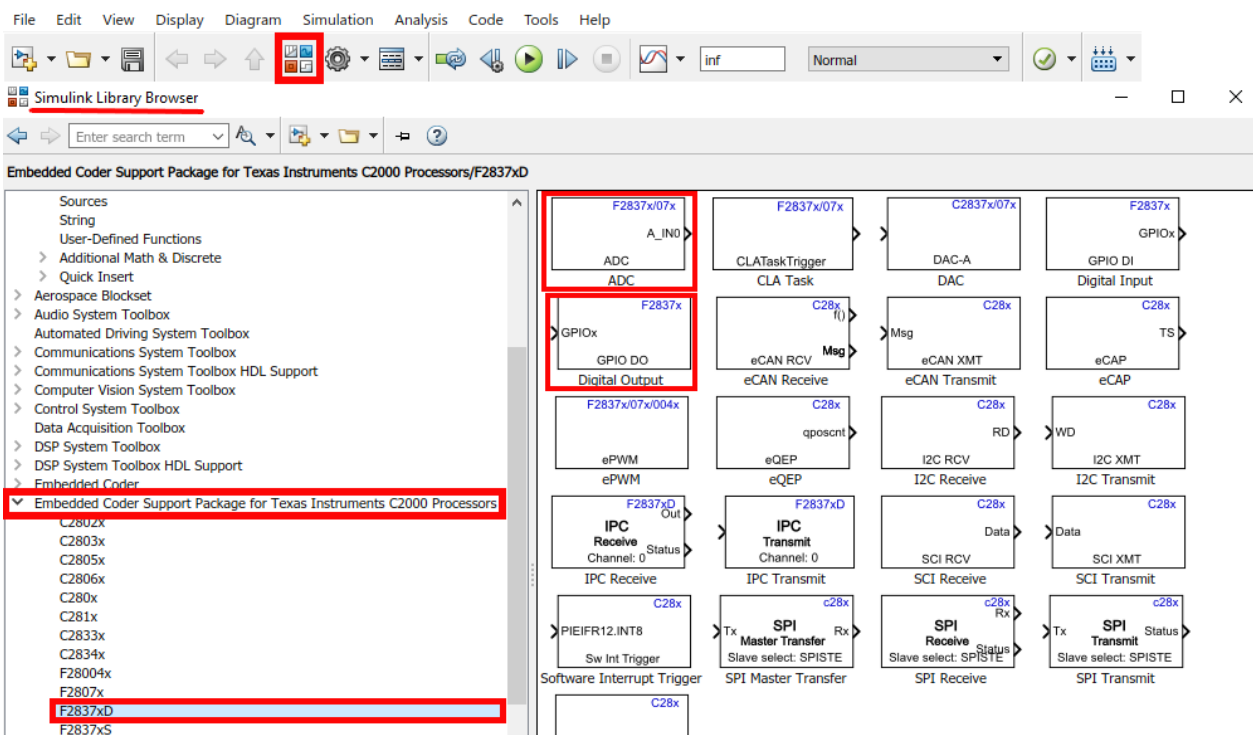 File Edit View Display Diagram Simulation Analysis Code Tools Help
inf
Normal
Simulink Library Browser
Enter search term
Embedded Coder Support Package for Texas Instruments C2000 Processors/F2837xD
Sources
String
User-Defined Functions
Additional Math & Discrete
Quick Insert
Aerospace Blockset
Audio System Toolbox
Automated Driving System Toolbox
Communications System Toolbox
Communications System Toolbox HDL Support
Computer Vision System Toolbox
Control System Toolbox
Data Acquisition Toolbox
DSP System Toolbox
DSP System Toolbox HDL Support
Embedded Coder
Embedded Coder Support Package for Texas Instruments C2000 Processors
C2802x
C2803x
C2805x
C2806x
C280x
C281x
C2833x
C2834x
F28004x
F2807x
F2837xD
F2837xS
F2837x/07x
A_IN0
ADC
ADC
F2837x/07x
CLATaskTrigger
CLA Task
C2837x/07x
DAC-A
DAC
F2837x
GPIOx
GPIO DI
Digital Input
F2837x
GPIOx
GPIO DO
Digital Output
C28x
f()
Msg
eCAN RCV
eCAN Receive
C28x
Msg
eCAN XMT
eCAN Transmit
C28x
TS
eCAP
eCAP
F2837x/07x/004x
ePWM
ePWM
C28x
qposcnt
eQEP
eQEP
C28x
RD
I2C RCV
I2C Receive
C28x
WD
I2C XMT
I2C Transmit
F2837xD
Out
IPC
Receive
Status
Channel: 0
IPC Receive
F2837xD
IPC
Transmit
Channel: 0
IPC Transmit
C28x
Data
SCI RCV
SCI Receive
C28x
Data
SCI XMT
SCI Transmit
C28x
PIEIFR12.INT8
Sw Int Trigger
Software Interrupt Trigger
c28x
SPI
Tx
Rx
Master Transfer
Slave select: SPISTE
SPI Master Transfer
c28x
Rx
SPI
Receive
Status
Slave select: SPISTE
SPI Receive
c28x
SPI
Tx
Status
Transmit
Slave select: SPISTE
SPI Transmit
C28x